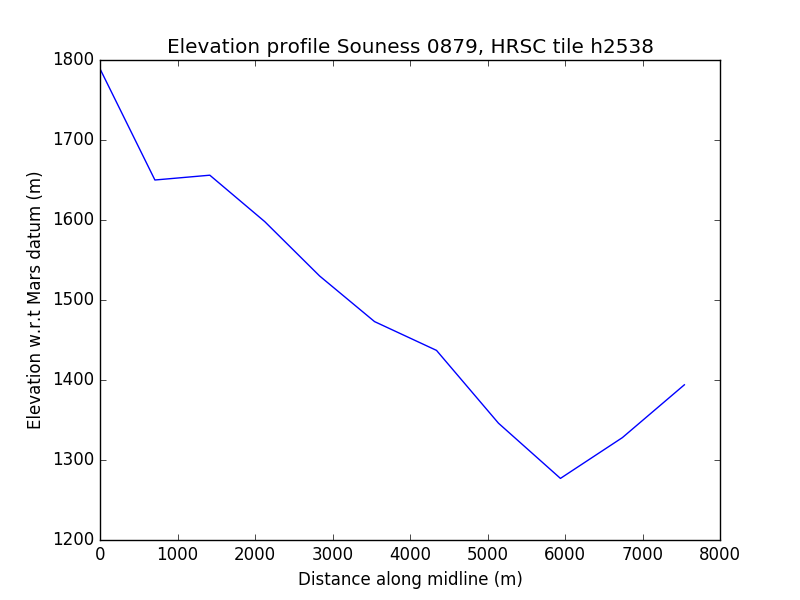 Elevation profile Souness 0879, HRSC tile h2538
1800
1700
1600
1500
1400
1300
1200
Elevation w.r.t Mars datum (m)
0 1000 2000 3000 4000 5000 6000 7000 8000
Distance along midline (m)